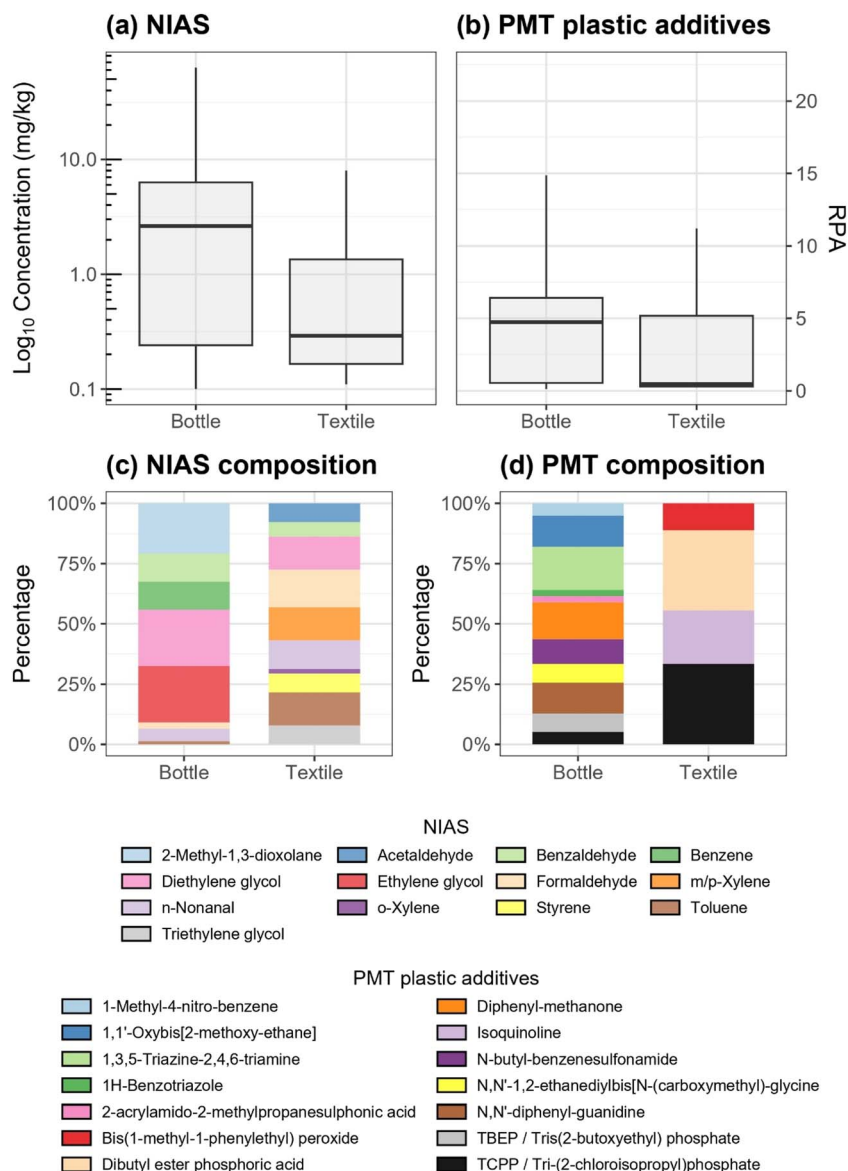 (a) NIAS
(b) PMT plastic additives
Log10 Concentration (mg/kg)
10.0
1.0
0.1
Bottle
Textile
20
15
10
5
0
RPA
Bottle
Textile
(c) NIAS composition
(d) PMT composition
Percentage
100%
75%
50%
25%
0%
Bottle
Textile
Percentage
100%
75%
50%
25%
0%
Bottle
Textile
NIAS
2-Methyl-1,3-dioxolane
Acetaldehyde
Benzaldehyde
Benzene
Diethylene glycol
Ethylene glycol
Formaldehyde
m/p-Xylene
n-Nonanal
o-Xylene
Styrene
Toluene
Triethylene glycol
PMT plastic additives
1-Methyl-4-nitro-benzene
Diphenyl-methanone
1,1'-Oxybis[2-methoxy-ethane]
Isoquinoline
1,3,5-Triazine-2,4,6-triamine
N-butyl-benzenesulfonamide
1H-Benzotriazole
N,N'-1,2-ethanediylbis[N-(carboxymethyl)-glycine
2-acrylamido-2-methylpropanesulphonic acid
N,N'-diphenyl-guanidine
Bis(1-methyl-1-phenylethyl) peroxide
TBEP / Tris(2-butoxyethyl) phosphate
Dibutyl ester phosphoric acid
TCPP / Tri-(2-chloroisopropyl)phosphate